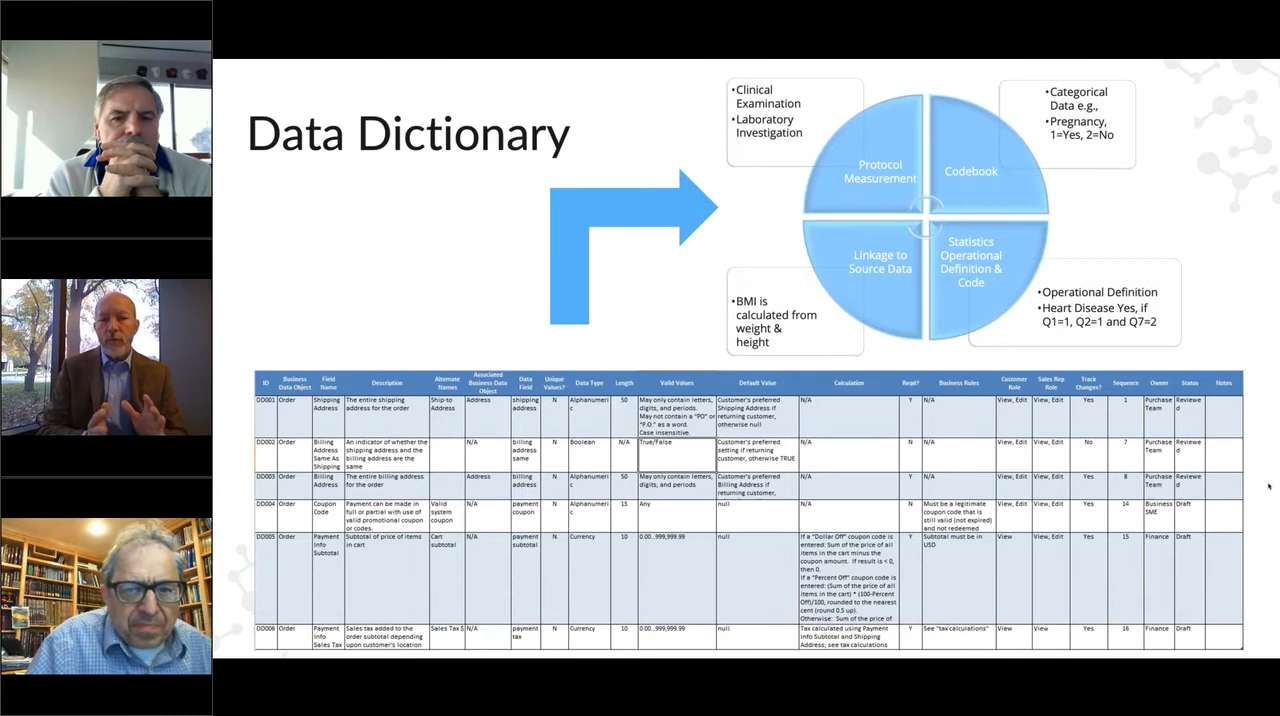 Data Dictionary
•Clinical
Examination
•Laboratory
Investigation
•Categorical
Data e.g.,
•Pregnancy,
1=Yes, 2=No
Protocol
Measurement
Codebook
Linkage to
Source Data
Statistics
Operational
Definition &
Code
•BMI is
calculated from
weight &
height
•Operational Definition
•Heart Disease Yes, if
Q1=1, Q2=1 and Q7=2
ID
Business
Data Object
Field
Name
Description
Alternate
Names
Associated
Business Data
Object
Data
Field
Unique
Values?
Data Type
Length
Valid Values
Default Value
Calculation
Reqd?
Business Rules
Customer
Role
Sales Rep
Role
Track
Changes?
Sequence
Owner
Status
Notes
DD001
Order
Shipping
Address
The entire shipping
address for the order
Ship-to
Address
Address
shipping
address
N
Alphanumeri
c
50
May only contain letters,
digits, and periods.
May not contain a "PO" or
"P.O." as a word.
Case insensitive.
Customer's preferred
Shipping Address if
returning customer,
otherwise null
N/A
Y
N/A
View, Edit
View, Edit
Yes
1
Purchase
Team
Reviewe
d
DD002
Order
Billing
Address
Same As
Shipping
An indicator of whether the
shipping address and the
billing address are the
same
N/A
billing
address
same
N
Boolean
N/A
True/False
Customer's preferred
setting if returning
customer, otherwise TRUE
N/A
N
N/A
View, Edit
View, Edit
No
7
Purchase
Team
Reviewe
d
DD003
Order
Billing
Address
The entire billing address
for the order
Address
billing
address
N
Alphanumeri
c
50
May only contain letters,
digits, and periods
Customer's preferred
Billing Address if
returning customer,
N/A
Y
N/A
View, Edit
View, Edit
Yes
8
Purchase
Team
Reviewe
d
DD004
Order
Coupon
Code
Payment can be made in
full or partial with use of
valid promotional coupon
or codes.
Valid
system
coupon
N/A
payment
coupon
N
Alphanumeri
c
15
Any
null
N/A
N
Must be a legitimate
coupon code that is
still valid (not expired)
and not redeemed
View, Edit
View, Edit
Yes
14
Business
SME
Draft
DD005
Order
Payment
Info
Subtotal
Subtotal of price of items
in cart
Cart
subtotal
N/A
payment
subtotal
N
Currency
10
0.00...999,999.99
null
If a "Dollar Off" coupon code is
entered: Sum of the price of all
items in the cart minus the
coupon amount. If result is < 0,
then 0.
If a "Percent Off" coupon code is
entered: (Sum of the price of all
items in the cart) * (100-Percent
Off)/100, rounded to the nearest
cent (round 0.5 up).
Otherwise: Sum of the price of
Y
Subtotal must be in
USD
View, Edit
View, Edit
Yes
15
Finance
Draft
DD006
Order
Payment
Info
Sales Tax
Sales tax added to the
order subtotal depending
upon customer's location
Sales Tax $
N/A
payment
tax
N
Currency
10
0.00...999,999.99
null
Tax calculated using Payment
Info Subtotal and Shipping
Address; see tax calculations
Y
See "tax calculations"
View
View
Yes
16
Finance
Draft